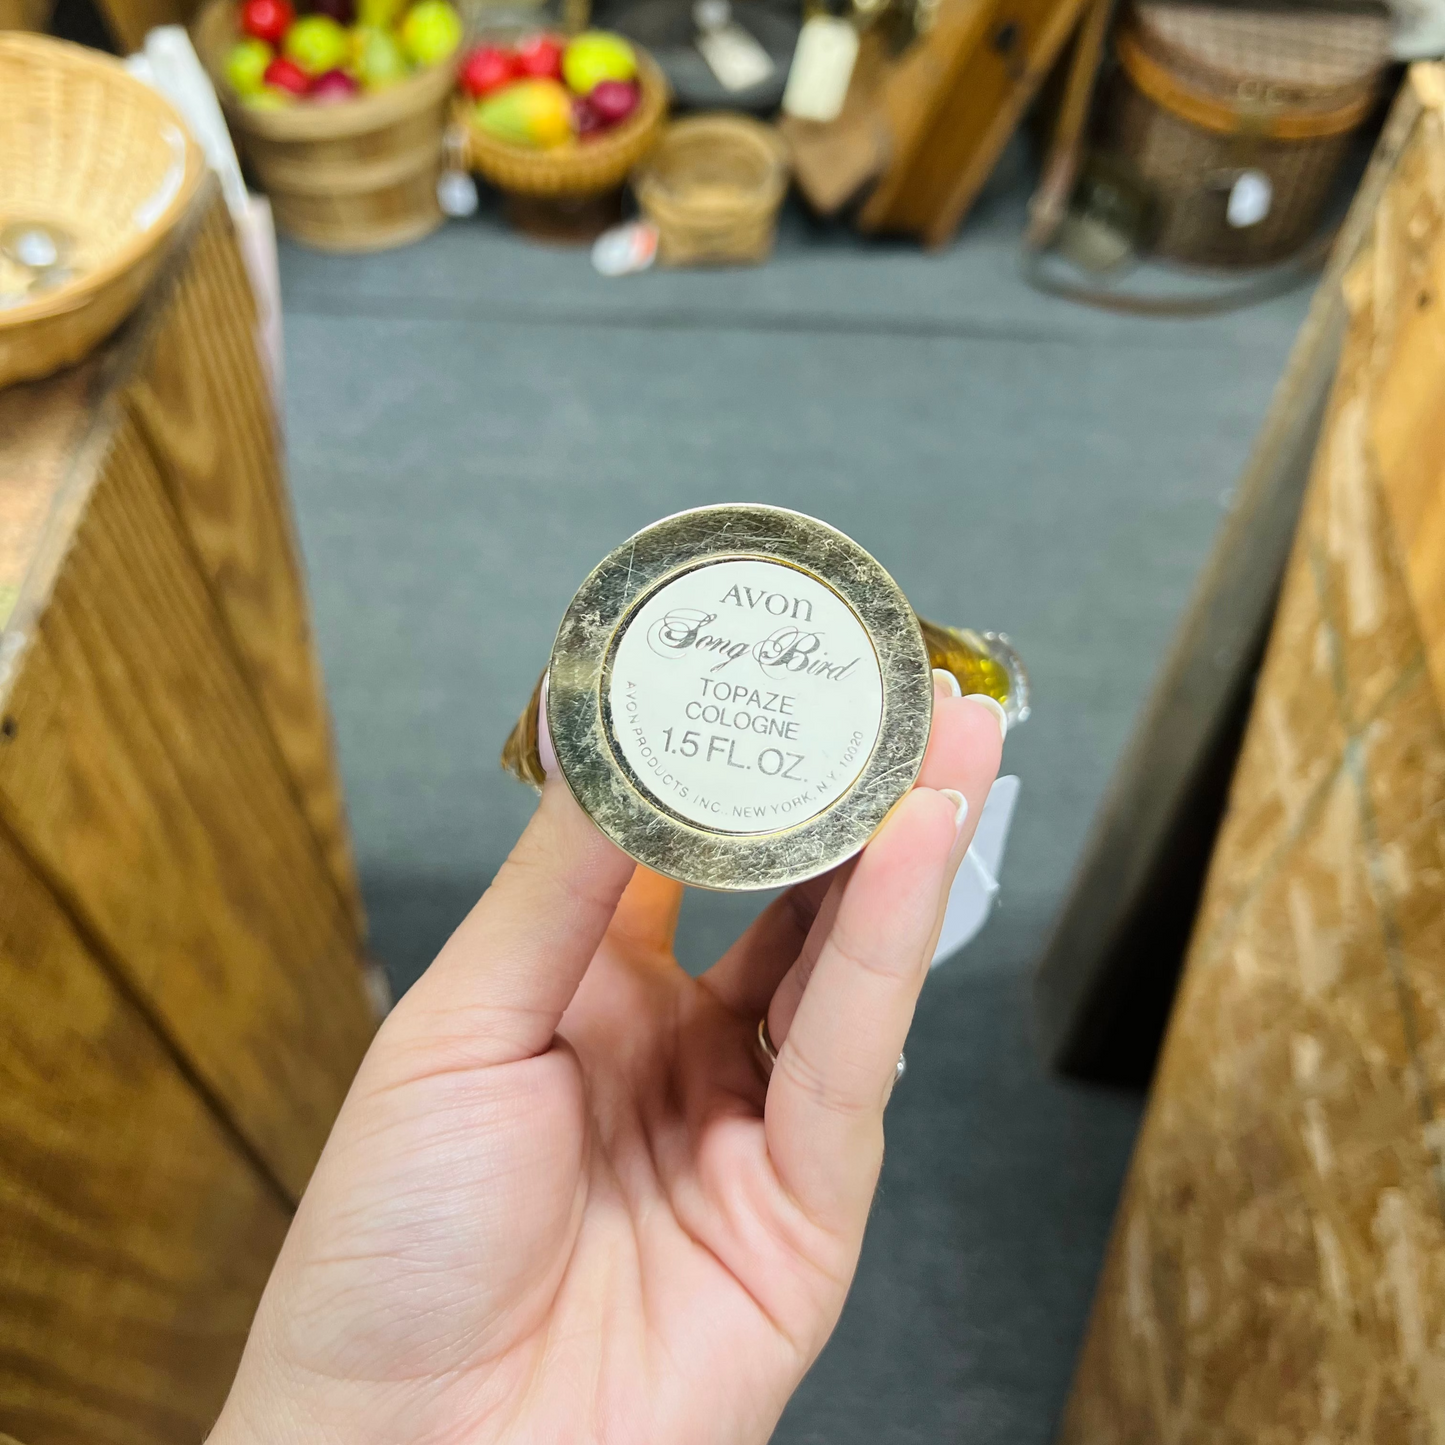 AVON
Song Bird
TOPAZE
COLOGNE
1.5 FL. OZ.
AVON PRODUCTS, INC., NEW YORK, N.Y. 10020